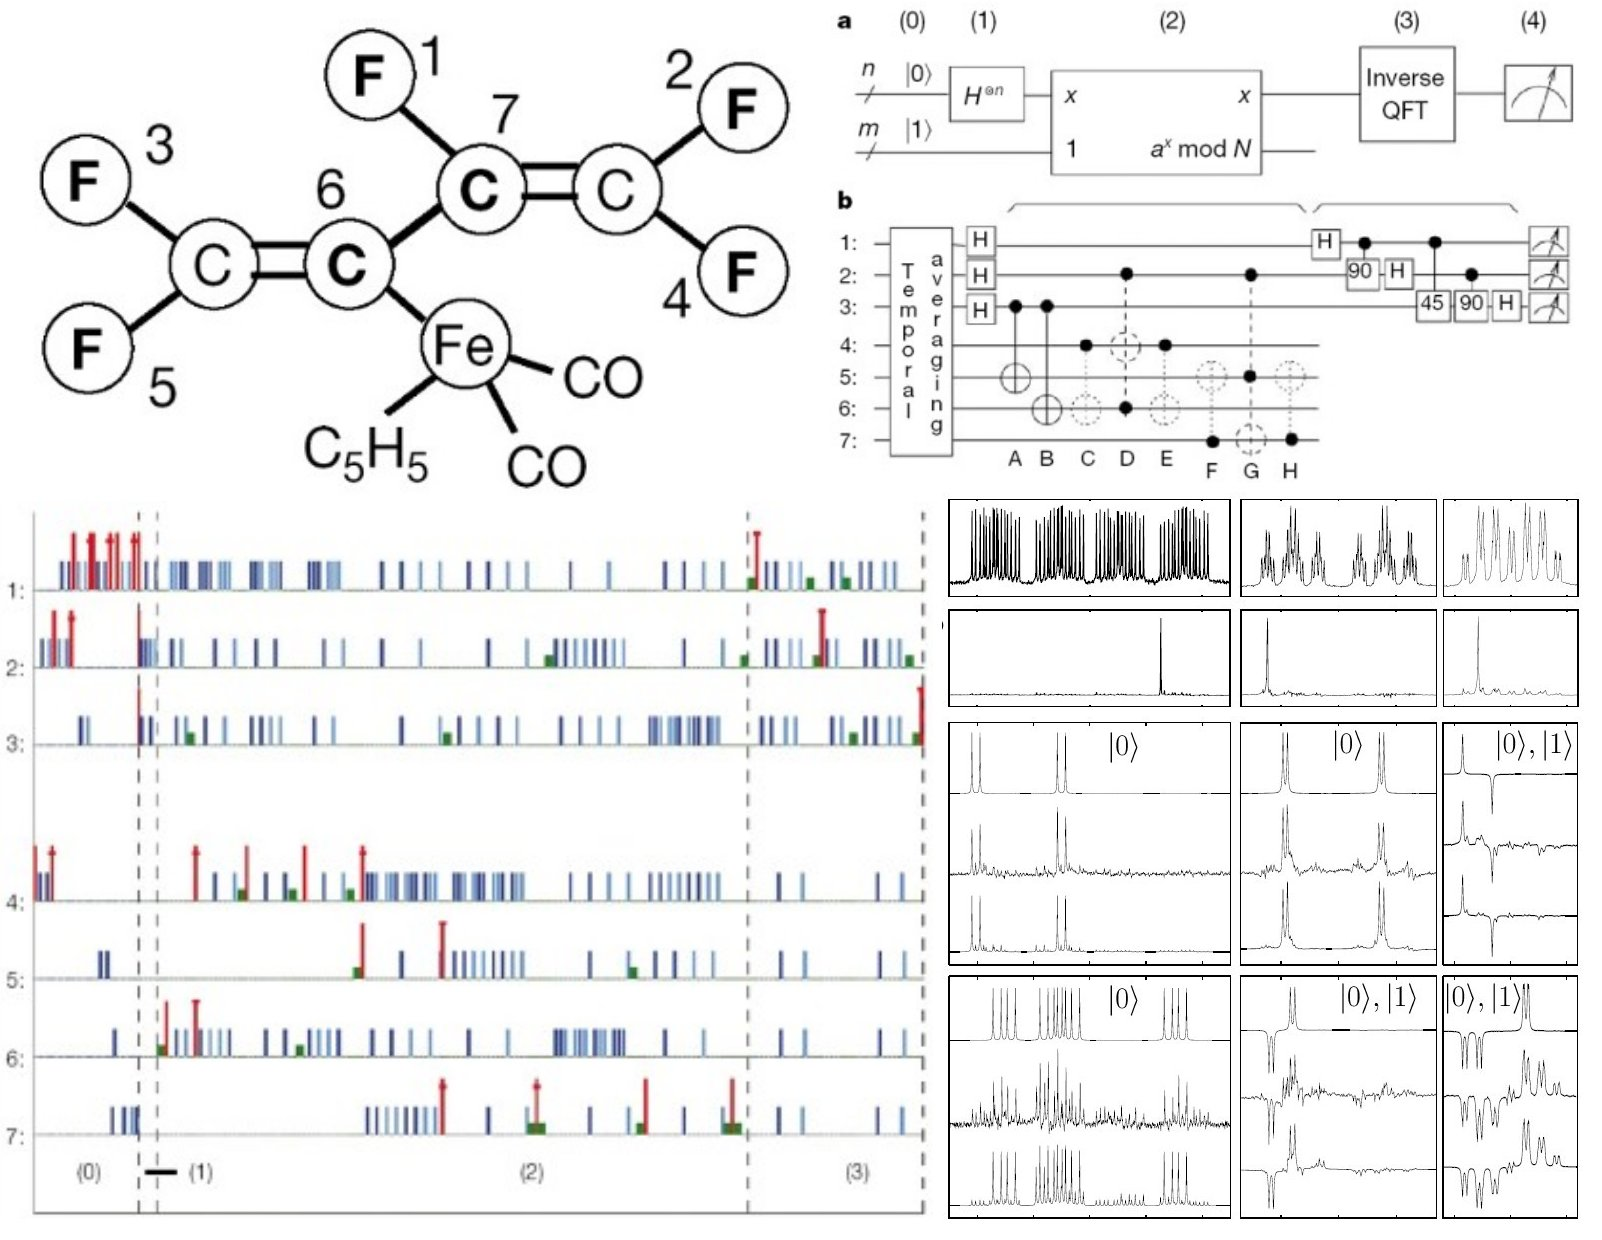 F 1
2 F
7
3
F
6
C C
C C
F
4
5
F
Fe
CO
C₅H₅
CO
a (0) (1) (2) (3) (4)
n |0⟩ H⊗n x x Inverse QFT
m |1⟩ 1 aˣ mod N
b
Temporal averaging
1: H H
2: H 90 H
3: H 45 90 H
4:
5:
6:
7:
A B C D E F G H
1:
2:
3:
4:
5:
6:
7:
(0) (1) (2) (3)
|0⟩ |0⟩ |0⟩, |1⟩
|0⟩ |0⟩, |1⟩ |0⟩, |1⟩